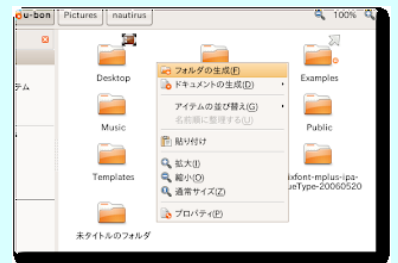 u-bon Pictures nautirus 100%
Desktop
Examples
テム
Music
Public
Templates
ixfont-mplus-ipa-
ueType-20060520
未タイトルのフォルダ
フォルダの生成(F)
ドキュメントの生成(D)
アイテムの並び替え(G)
名前順に整理する(U)
貼り付け
拡大(I)
縮小(O)
通常サイズ(Z)
プロパティ(P)